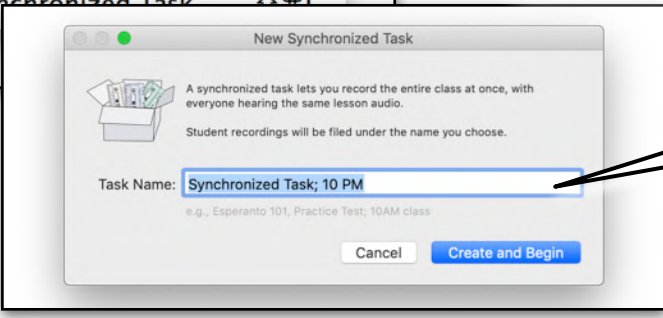 New Synchronized Task
A synchronized task lets you record the entire class at once, with
everyone hearing the same lesson audio.
Student recordings will be filed under the name you choose.
Task Name: Synchronized Task; 10 PM
e.g., Esperanto 101, Practice Test; 10AM class
Cancel Create and Begin